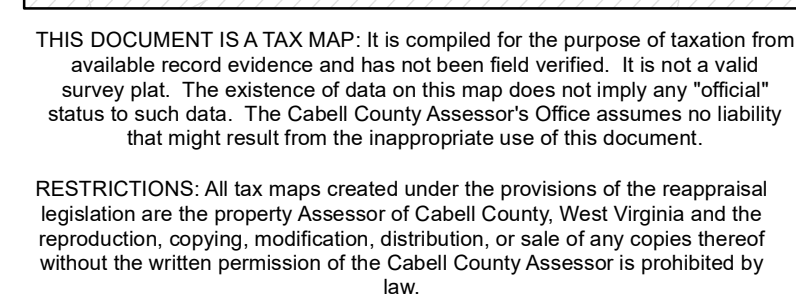 THIS DOCUMENT IS A TAX MAP: It is compiled for the purpose of taxation from
available record evidence and has not been field verified.  It is not a valid
survey plat.  The existence of data on this map does not imply any "official"
status to such data.  The Cabell County Assessor's Office assumes no liability
that might result from the inappropriate use of this document.
RESTRICTIONS: All tax maps created under the provisions of the reappraisal
legislation are the property Assessor of Cabell County, West Virginia and the
reproduction, copying, modification, distribution, or sale of any copies thereof
without the written permission of the Cabell County Assessor is prohibited by
law.